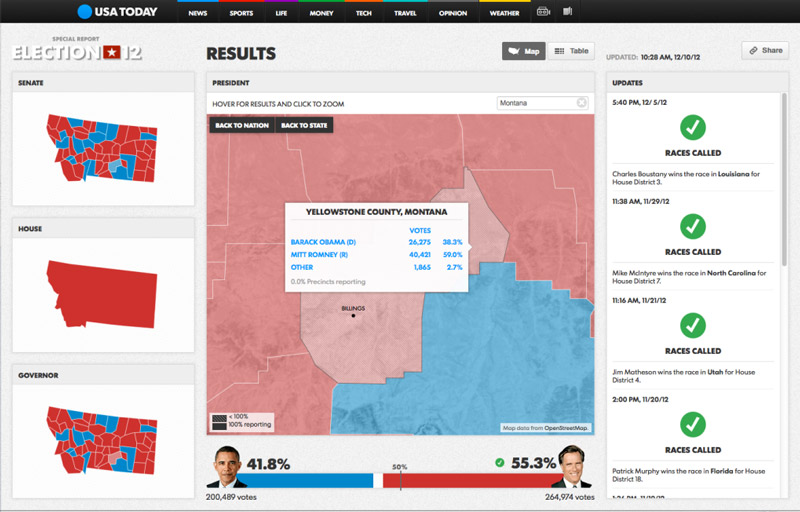 USA TODAY
NEWS SPORTS LIFE MONEY TECH TRAVEL OPINION WEATHER
SPECIAL REPORT
ELECTION 12
RESULTS
Map Table
UPDATED: 10:28 AM, 12/10/12
Share
SENATE
HOUSE
GOVERNOR
PRESIDENT
HOVER FOR RESULTS AND CLICK TO ZOOM
Montana
BACK TO NATION BACK TO STATE
YELLOWSTONE COUNTY, MONTANA
VOTES
BARACK OBAMA (D) 26,275 38.3%
MITT ROMNEY (R) 40,421 59.0%
OTHER 1,865 2.7%
0.0% Precincts reporting
BILLINGS
< 100%
100% reporting
Map data from OpenStreetMap.
41.8%
50%
55.3%
200,489 votes
264,974 votes
UPDATES
5:40 PM, 12/ 5/12
RACES CALLED
Charles Boustany wins the race in Louisiana for
House District 3.
11:38 AM, 11/29/12
RACES CALLED
Mike McIntyre wins the race in North Carolina for
House District 7.
11:16 AM, 11/21/12
RACES CALLED
Jim Matheson wins the race in Utah for House
District 4.
2:00 PM, 11/20/12
RACES CALLED
Patrick Murphy wins the race in Florida for House
District 18.